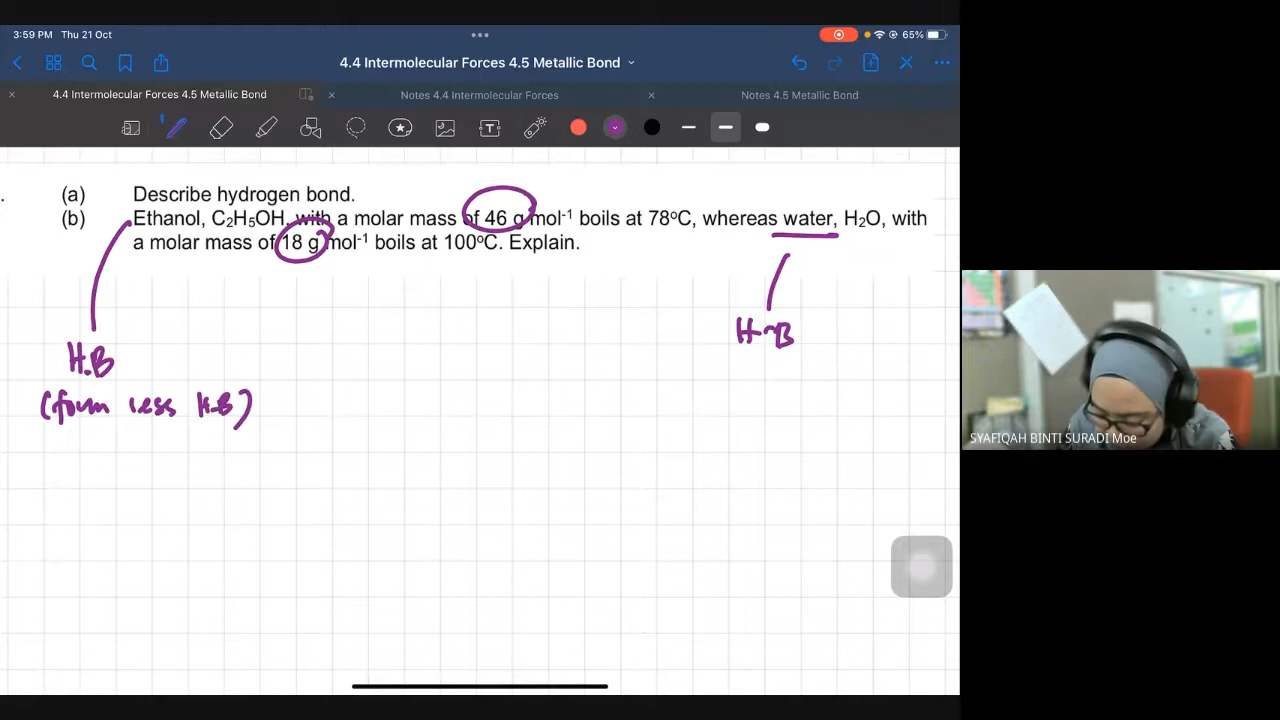 3:59 PM Thu 21 Oct
65%
4.4 Intermolecular Forces 4.5 Metallic Bond
4.4 Intermolecular Forces 4.5 Metallic Bond
Notes 4.4 Intermolecular Forces
Notes 4.5 Metallic Bond
. (a) Describe hydrogen bond.
(b) Ethanol, C₂H₅OH, with a molar mass of 46 g mol⁻¹ boils at 78°C, whereas water, H₂O, with
a molar mass of 18 g mol⁻¹ boils at 100°C. Explain.
H.B
H-B
(form less H.B)
SYAFIQAH BINTI SURADI Moe